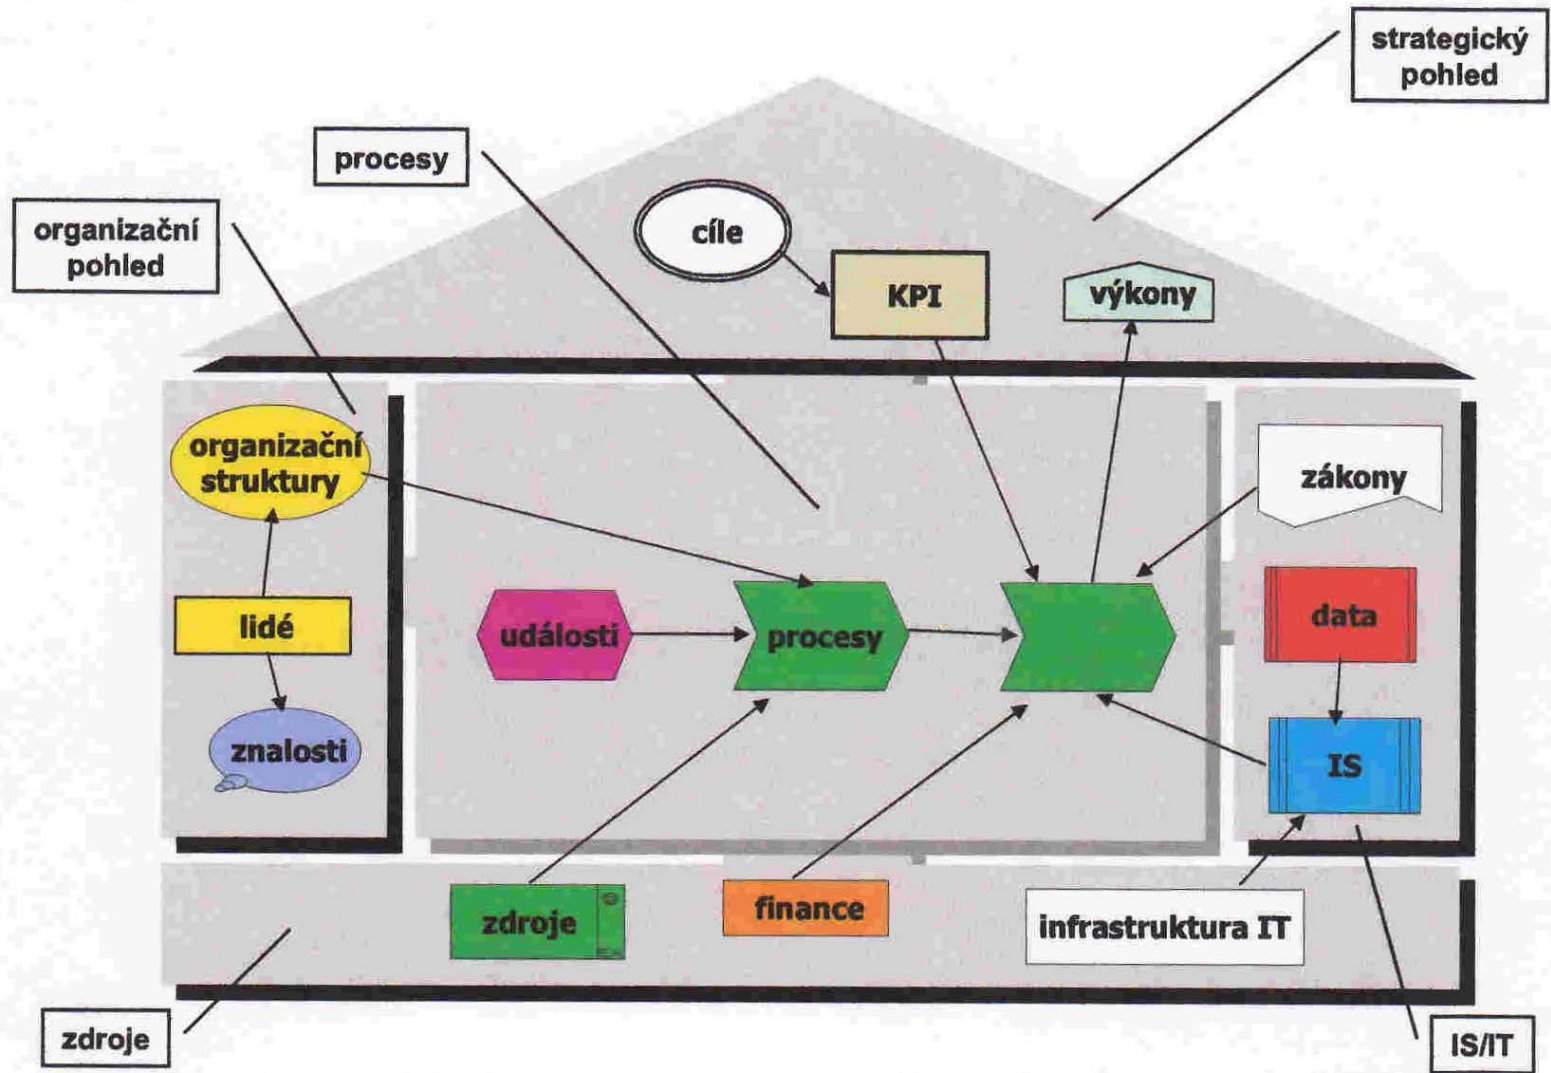 strategický
pohled
procesy
organizační
pohled
cíle
KPI
výkony
organizační
struktury
zákony
lidé
události
procesy
data
znalosti
IS
zdroje
finance
infrastruktura IT
zdroje
IS/IT